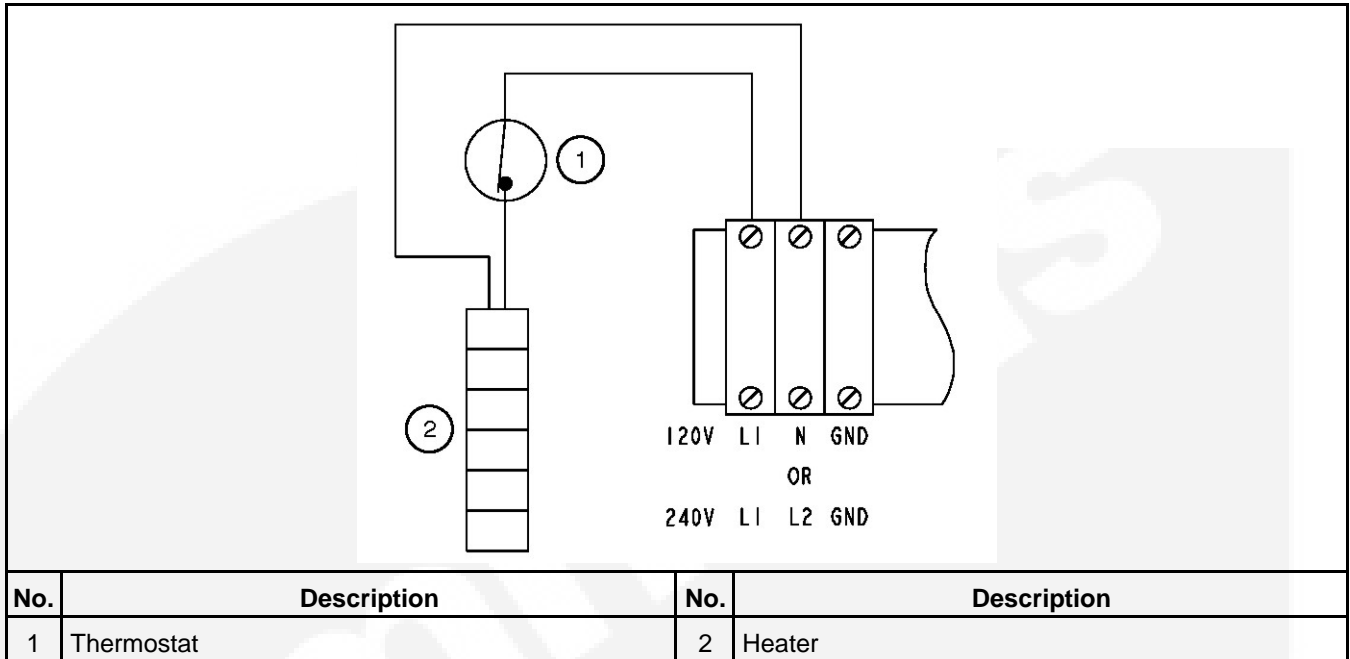 1
2
120V L1 N GND
OR
240V L1 L2 GND
No. Description No. Description
1 Thermostat 2 Heater